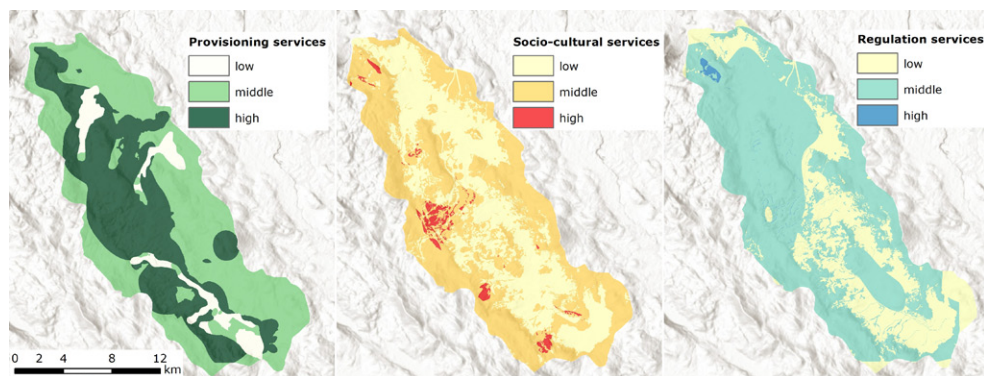 Provisioning services
low
middle
high
Socio-cultural services
low
middle
high
Regulation services
low
middle
high
0 2 4 8 12
km